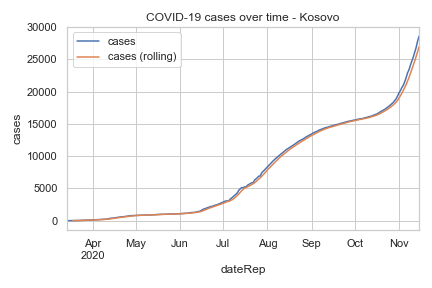 COVID-19 cases over time - Kosovo
cases
cases (rolling)
30000
25000
20000
15000
10000
5000
0
cases
Apr May Jun Jul Aug Sep Oct Nov
2020
dateRep